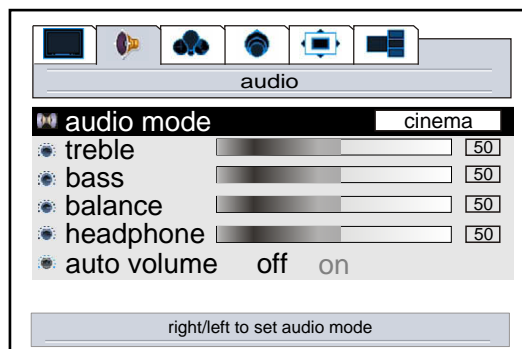 audio
audio mode cinema
treble 50
bass 50
balance 50
headphone 50
auto volume off on
right/left to set audio mode